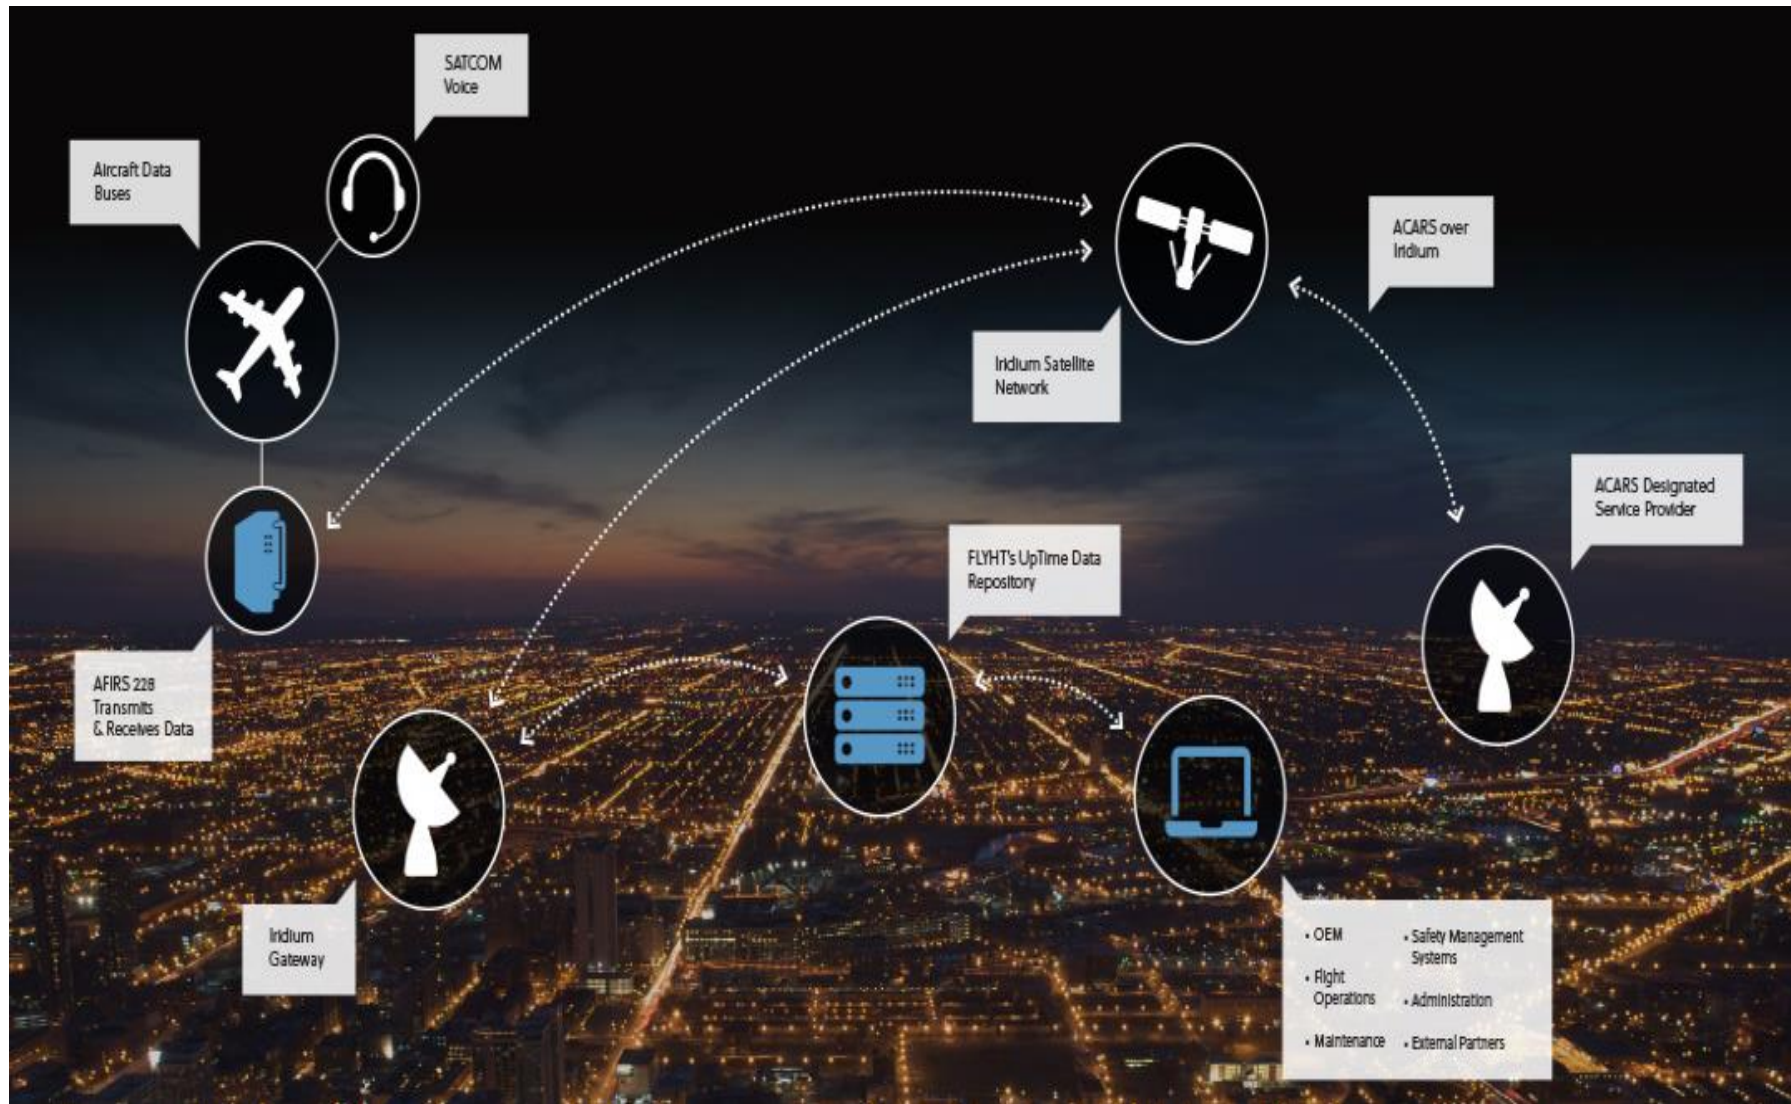 SATCOM
Voice
Aircraft Data
Buses
ACARS over
Iridium
Iridium Satellite
Network
ACARS Designated
Service Provider
FLYHT's UpTime Data
Repository
AFIRS 228
Transmits
& Receives Data
Iridium
Gateway
• OEM
• Flight
Operations
• Maintenance
• Safety Management
Systems
• Administration
• External Partners